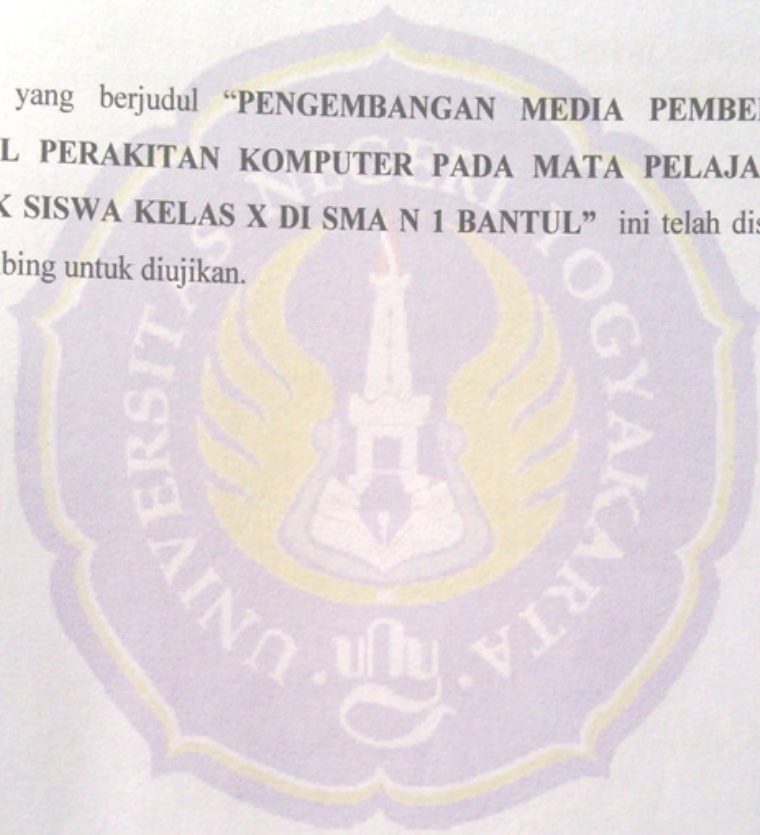 yang berjudul “PENGEMBANGAN MEDIA PEMBE
L PERAKITAN KOMPUTER PADA MATA PELAJA
K SISWA KELAS X DI SMA N 1 BANTUL” ini telah dis
bing untuk diujikan.
UNIVERSITAS NEGERI YOGYAKARTA
uny